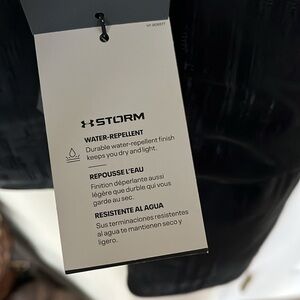 STORM
WATER-REPELLENT
Durable water-repellent finish
keeps you dry and light.
REPOUSSE L'EAU
Finition déperlante aussi
légère que durble qui vous
garde au sec.
RESISTENTE AL AGUA
Sus terminaciones resistentes
al agua te mantienen seco y
ligero.